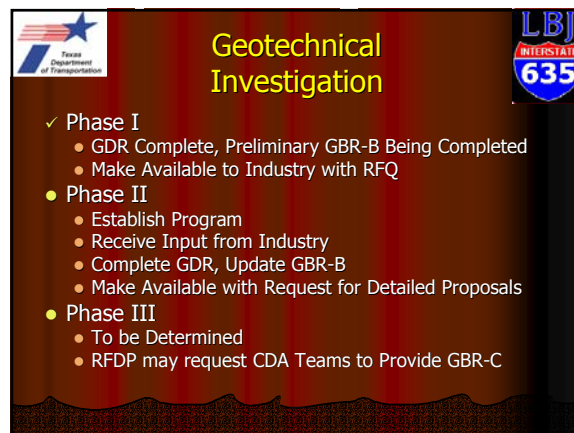 Texas
Department
of Transportation
Geotechnical
Investigation
LBJ
INTERSTATE
635
✓ Phase I
● GDR Complete, Preliminary GBR-B Being Completed
● Make Available to Industry with RFQ
● Phase II
● Establish Program
● Receive Input from Industry
● Complete GDR, Update GBR-B
● Make Available with Request for Detailed Proposals
● Phase III
● To be Determined
● RFDP may request CDA Teams to Provide GBR-C